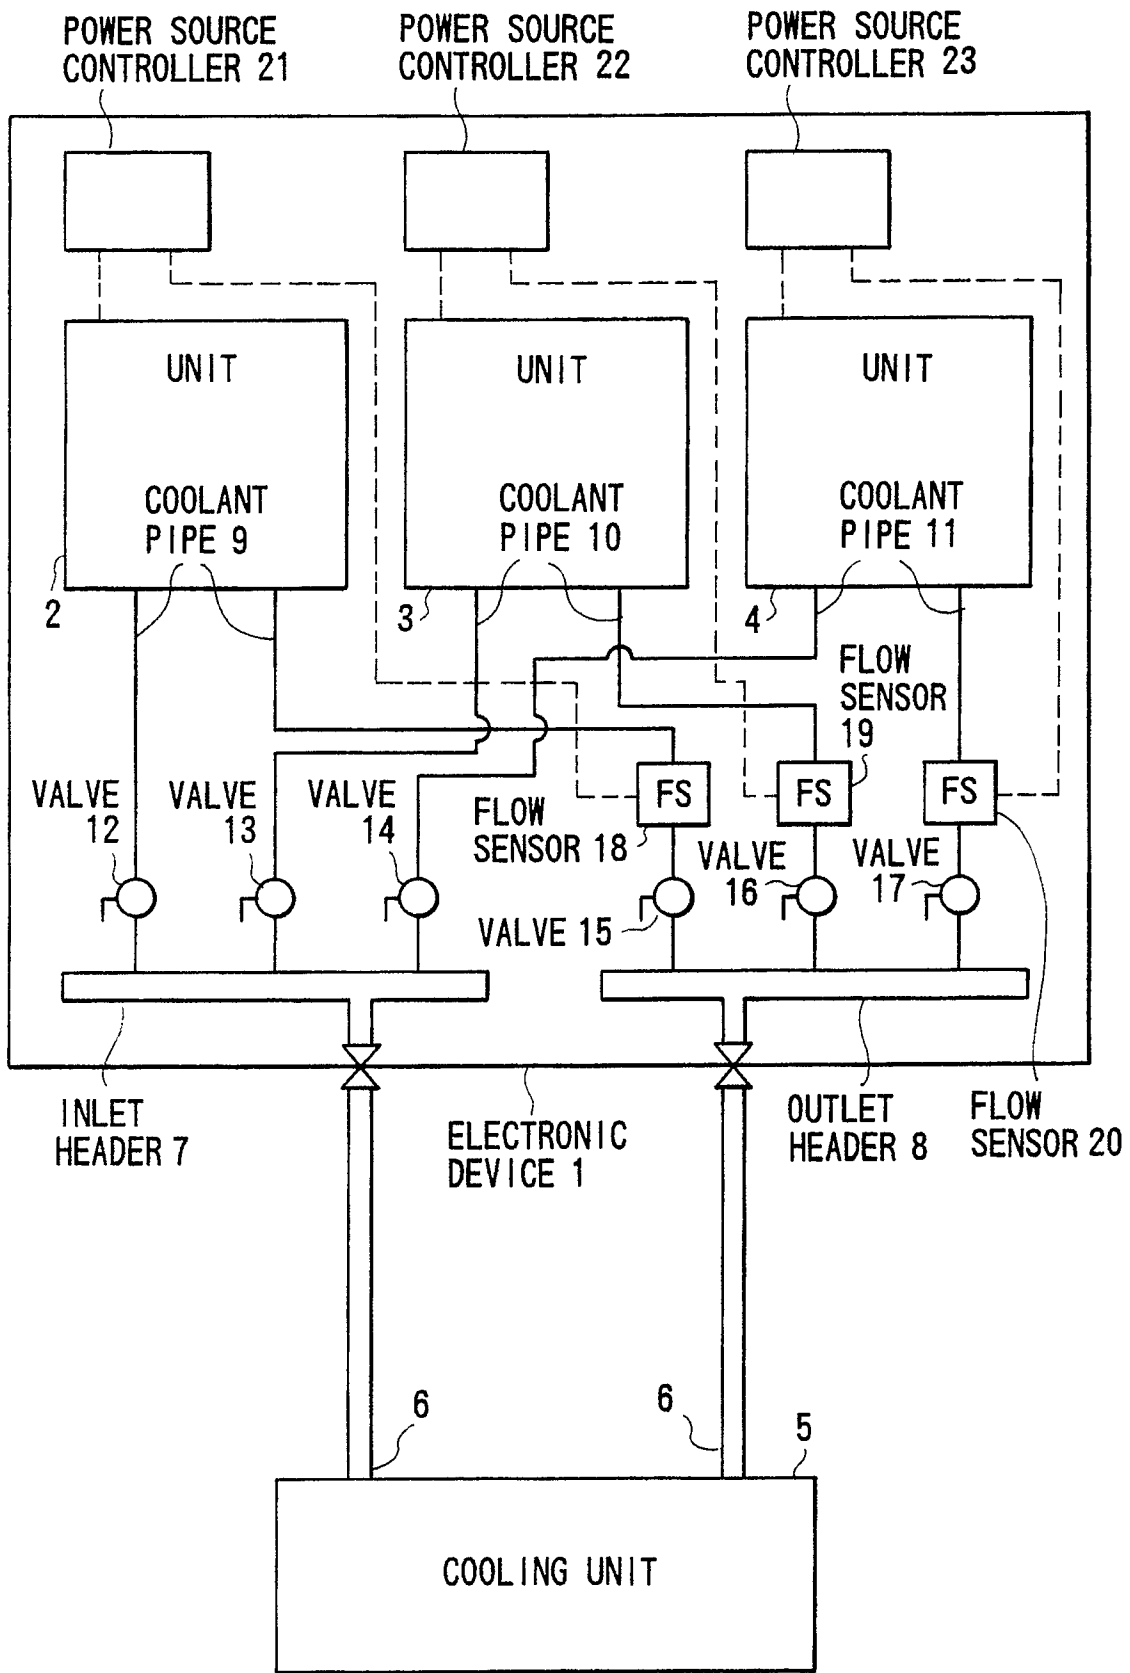 POWER SOURCE
CONTROLLER 21
POWER SOURCE
CONTROLLER 22
POWER SOURCE
CONTROLLER 23
UNIT
UNIT
UNIT
COOLANT
PIPE 9
COOLANT
PIPE 10
COOLANT
PIPE 11
2
3
4
FLOW
SENSOR
19
VALVE
12
VALVE
13
VALVE
14
FS
FS
FS
FLOW
SENSOR 18
VALVE
16
VALVE
17
VALVE 15
INLET
HEADER 7
ELECTRONIC
DEVICE 1
OUTLET
HEADER 8
FLOW
SENSOR 20
6
6
5
COOLING UNIT